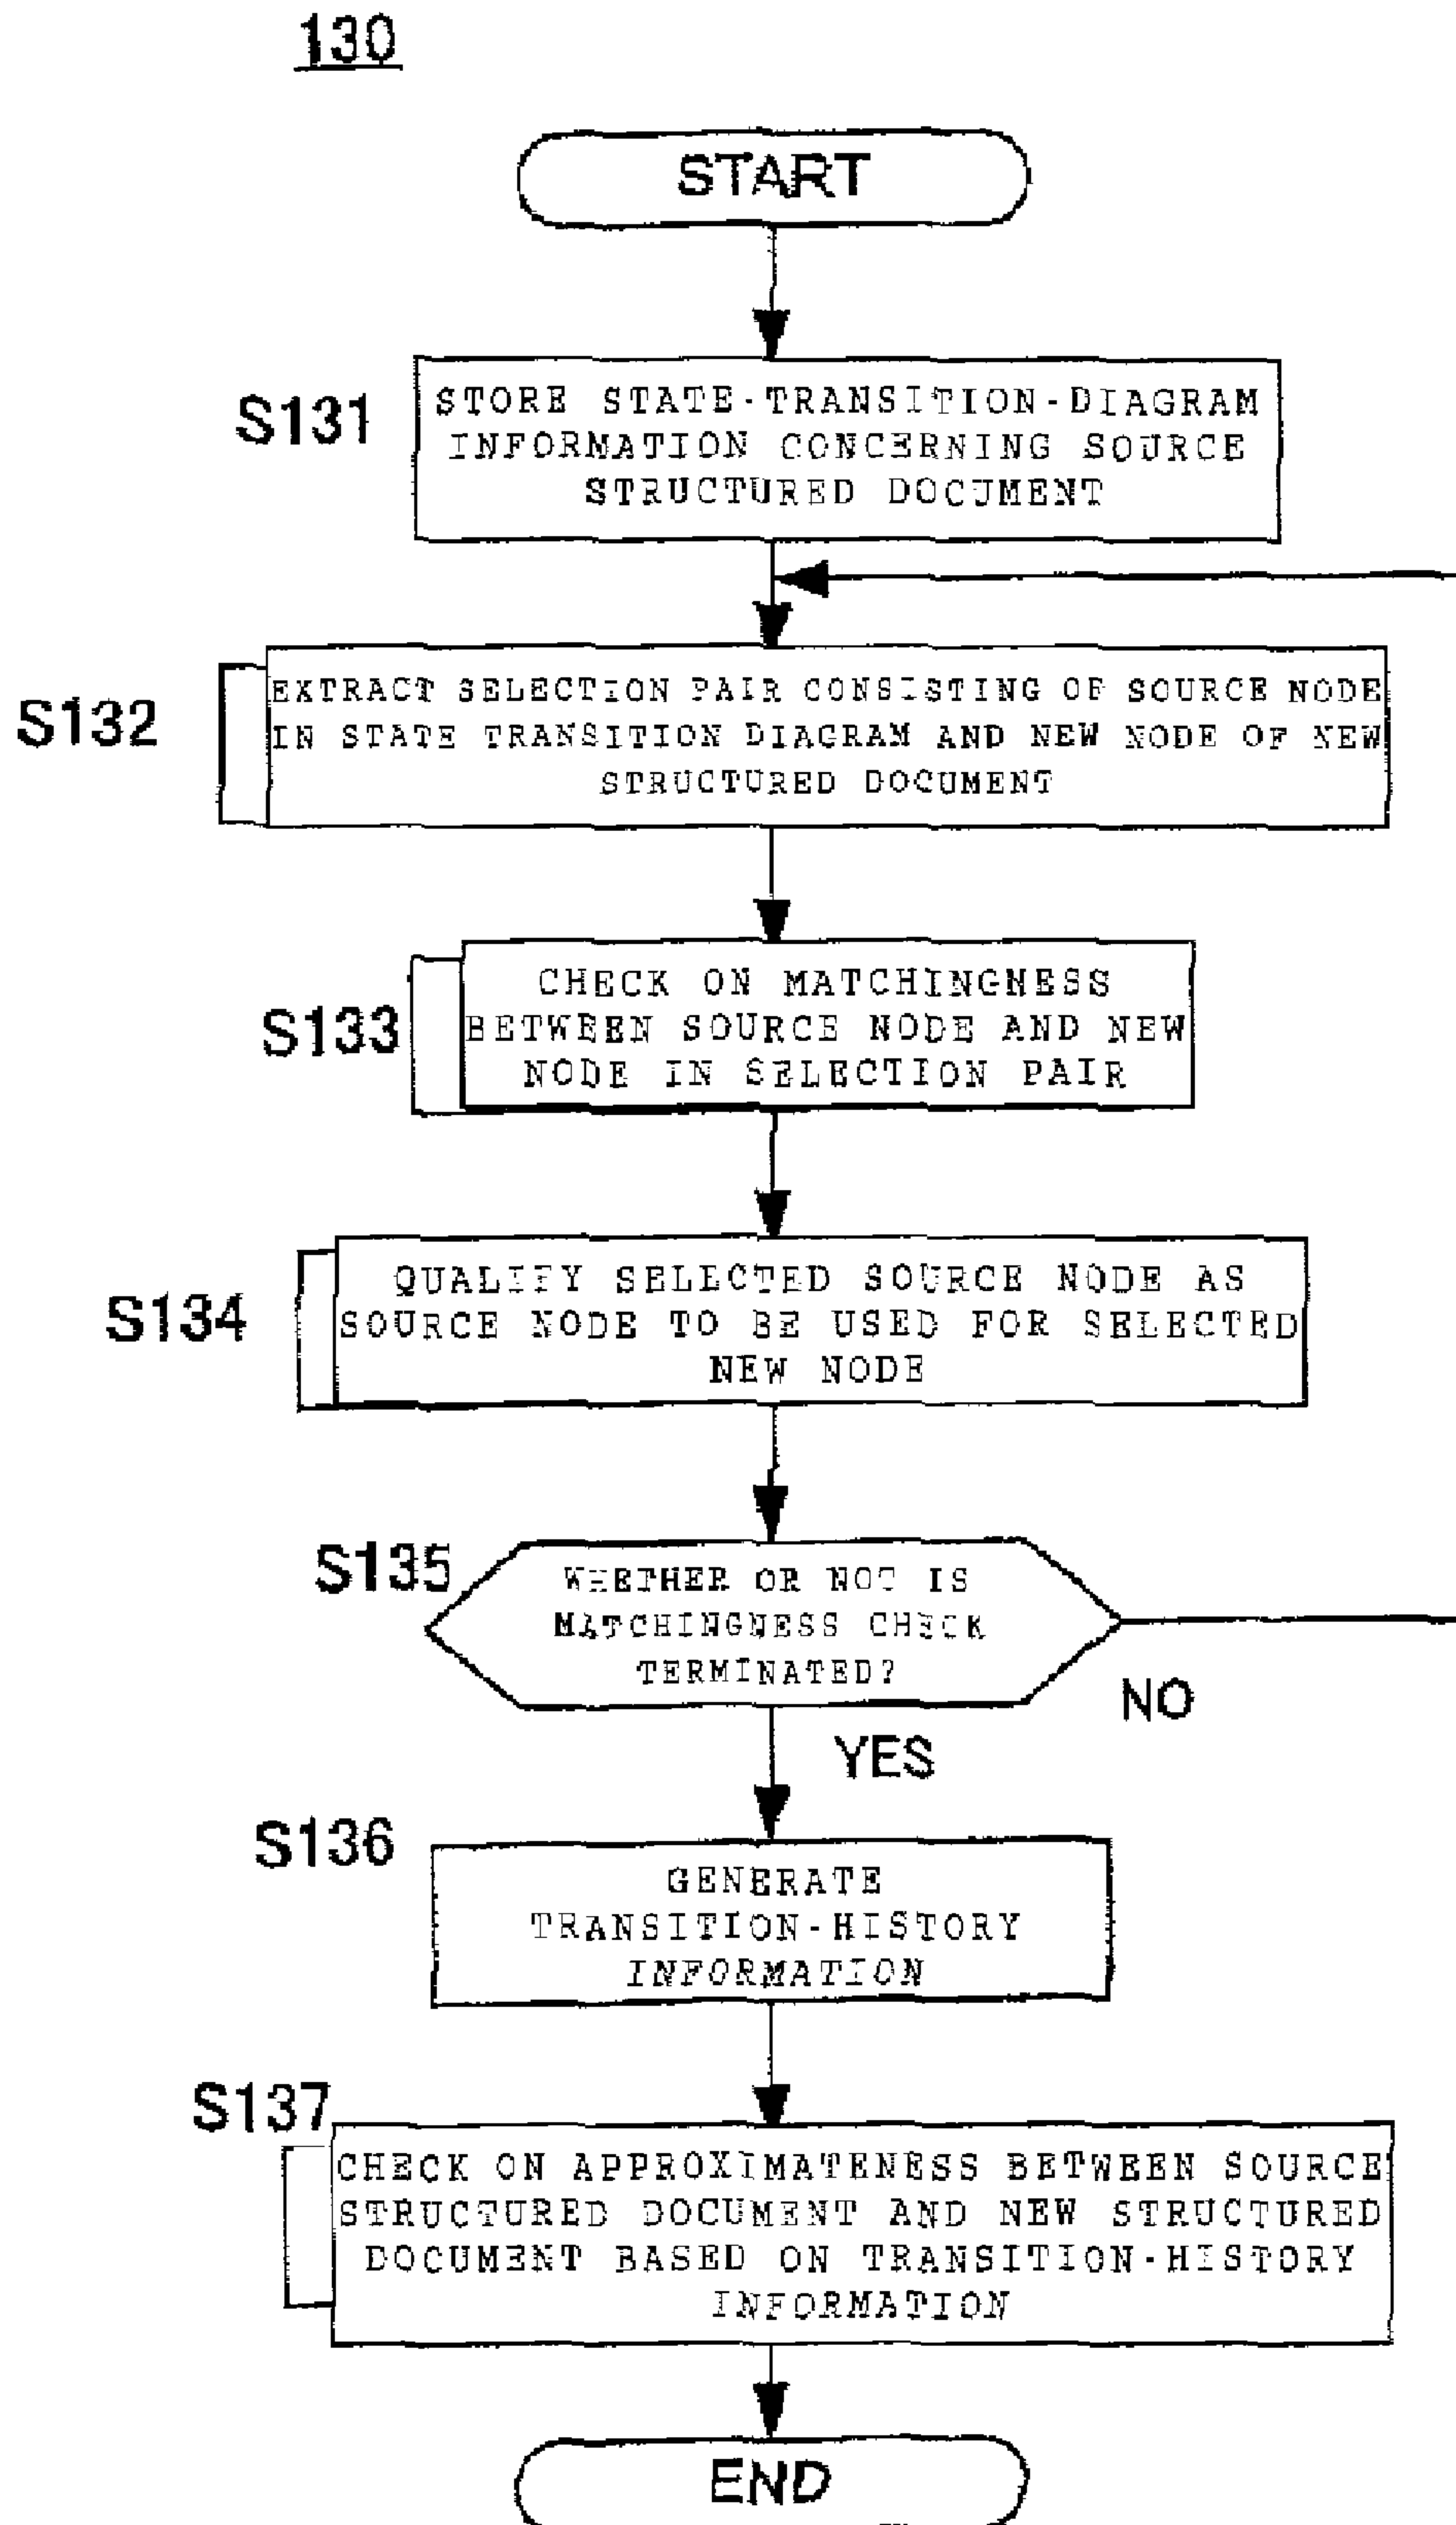 130
START
S131
STORE STATE-TRANSITION-DIAGRAM
INFORMATION CONCERNING SOURCE
STRUCTURED DOCUMENT
S132
EXTRACT SELECTION PAIR CONSISTING OF SOURCE NODE
IN STATE TRANSITION DIAGRAM AND NEW NODE OF NEW
STRUCTURED DOCUMENT
S133
CHECK ON MATCHINGNESS
BETWEEN SOURCE NODE AND NEW
NODE IN SELECTION PAIR
S134
QUALIFY SELECTED SOURCE NODE AS
SOURCE NODE TO BE USED FOR SELECTED
NEW NODE
S135
WHETHER OR NOT IS
MATCHINGNESS CHECK
TERMINATED?
NO
YES
S136
GENERATE
TRANSITION-HISTORY
INFORMATION
S137
CHECK ON APPROXIMATENESS BETWEEN SOURCE
STRUCTURED DOCUMENT AND NEW STRUCTURED
DOCUMENT BASED ON TRANSITION-HISTORY
INFORMATION
END